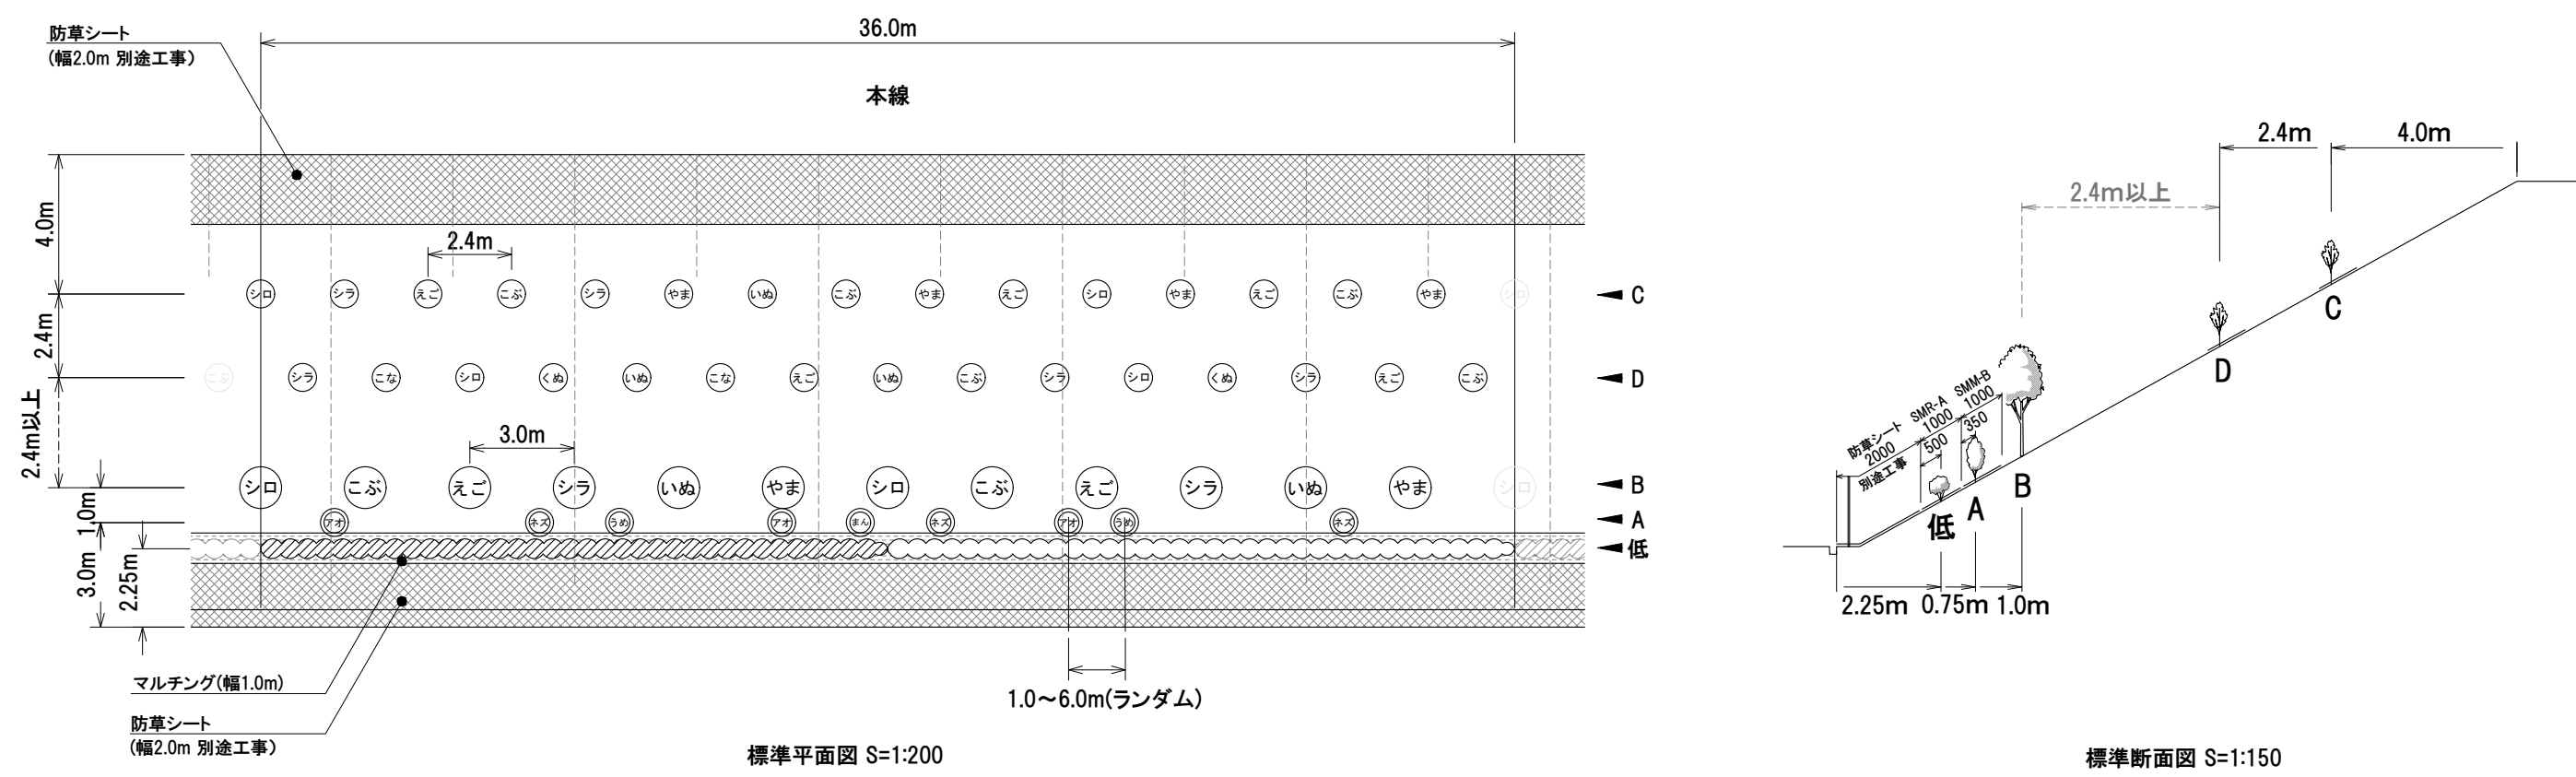 防草シート
(幅2.0m 別途工事)
36.0m
本線
4.0m
2.4m
2.4m以上
1.0m
3.0m
2.25m
2.4m
シロ シラ えご こぶ シラ やま いぬ こぶ やま えご シロ やま えご こぶ やま シロ
C
こぶ シラ こな シロ くぬ いぬ こな えご いぬ こぶ シラ シロ くぬ シラ えご こぶ
D
3.0m
シロ こぶ えご シラ いぬ やま シロ こぶ えご シラ いぬ やま シロ
B
アオ ネズ うめ アオ まん ネズ アオ うめ ネズ
A
低
マルチング(幅1.0m)
防草シート
(幅2.0m 別途工事)
1.0～6.0m(ランダム)
標準平面図 S=1:200
2.4m
4.0m
2.4m以上
C
D
B
A
低
防草シート
2000
別途工事
SMR-A
1000
500
SMM-B
1000
350
2.25m 0.75m 1.0m
標準断面図 S=1:150